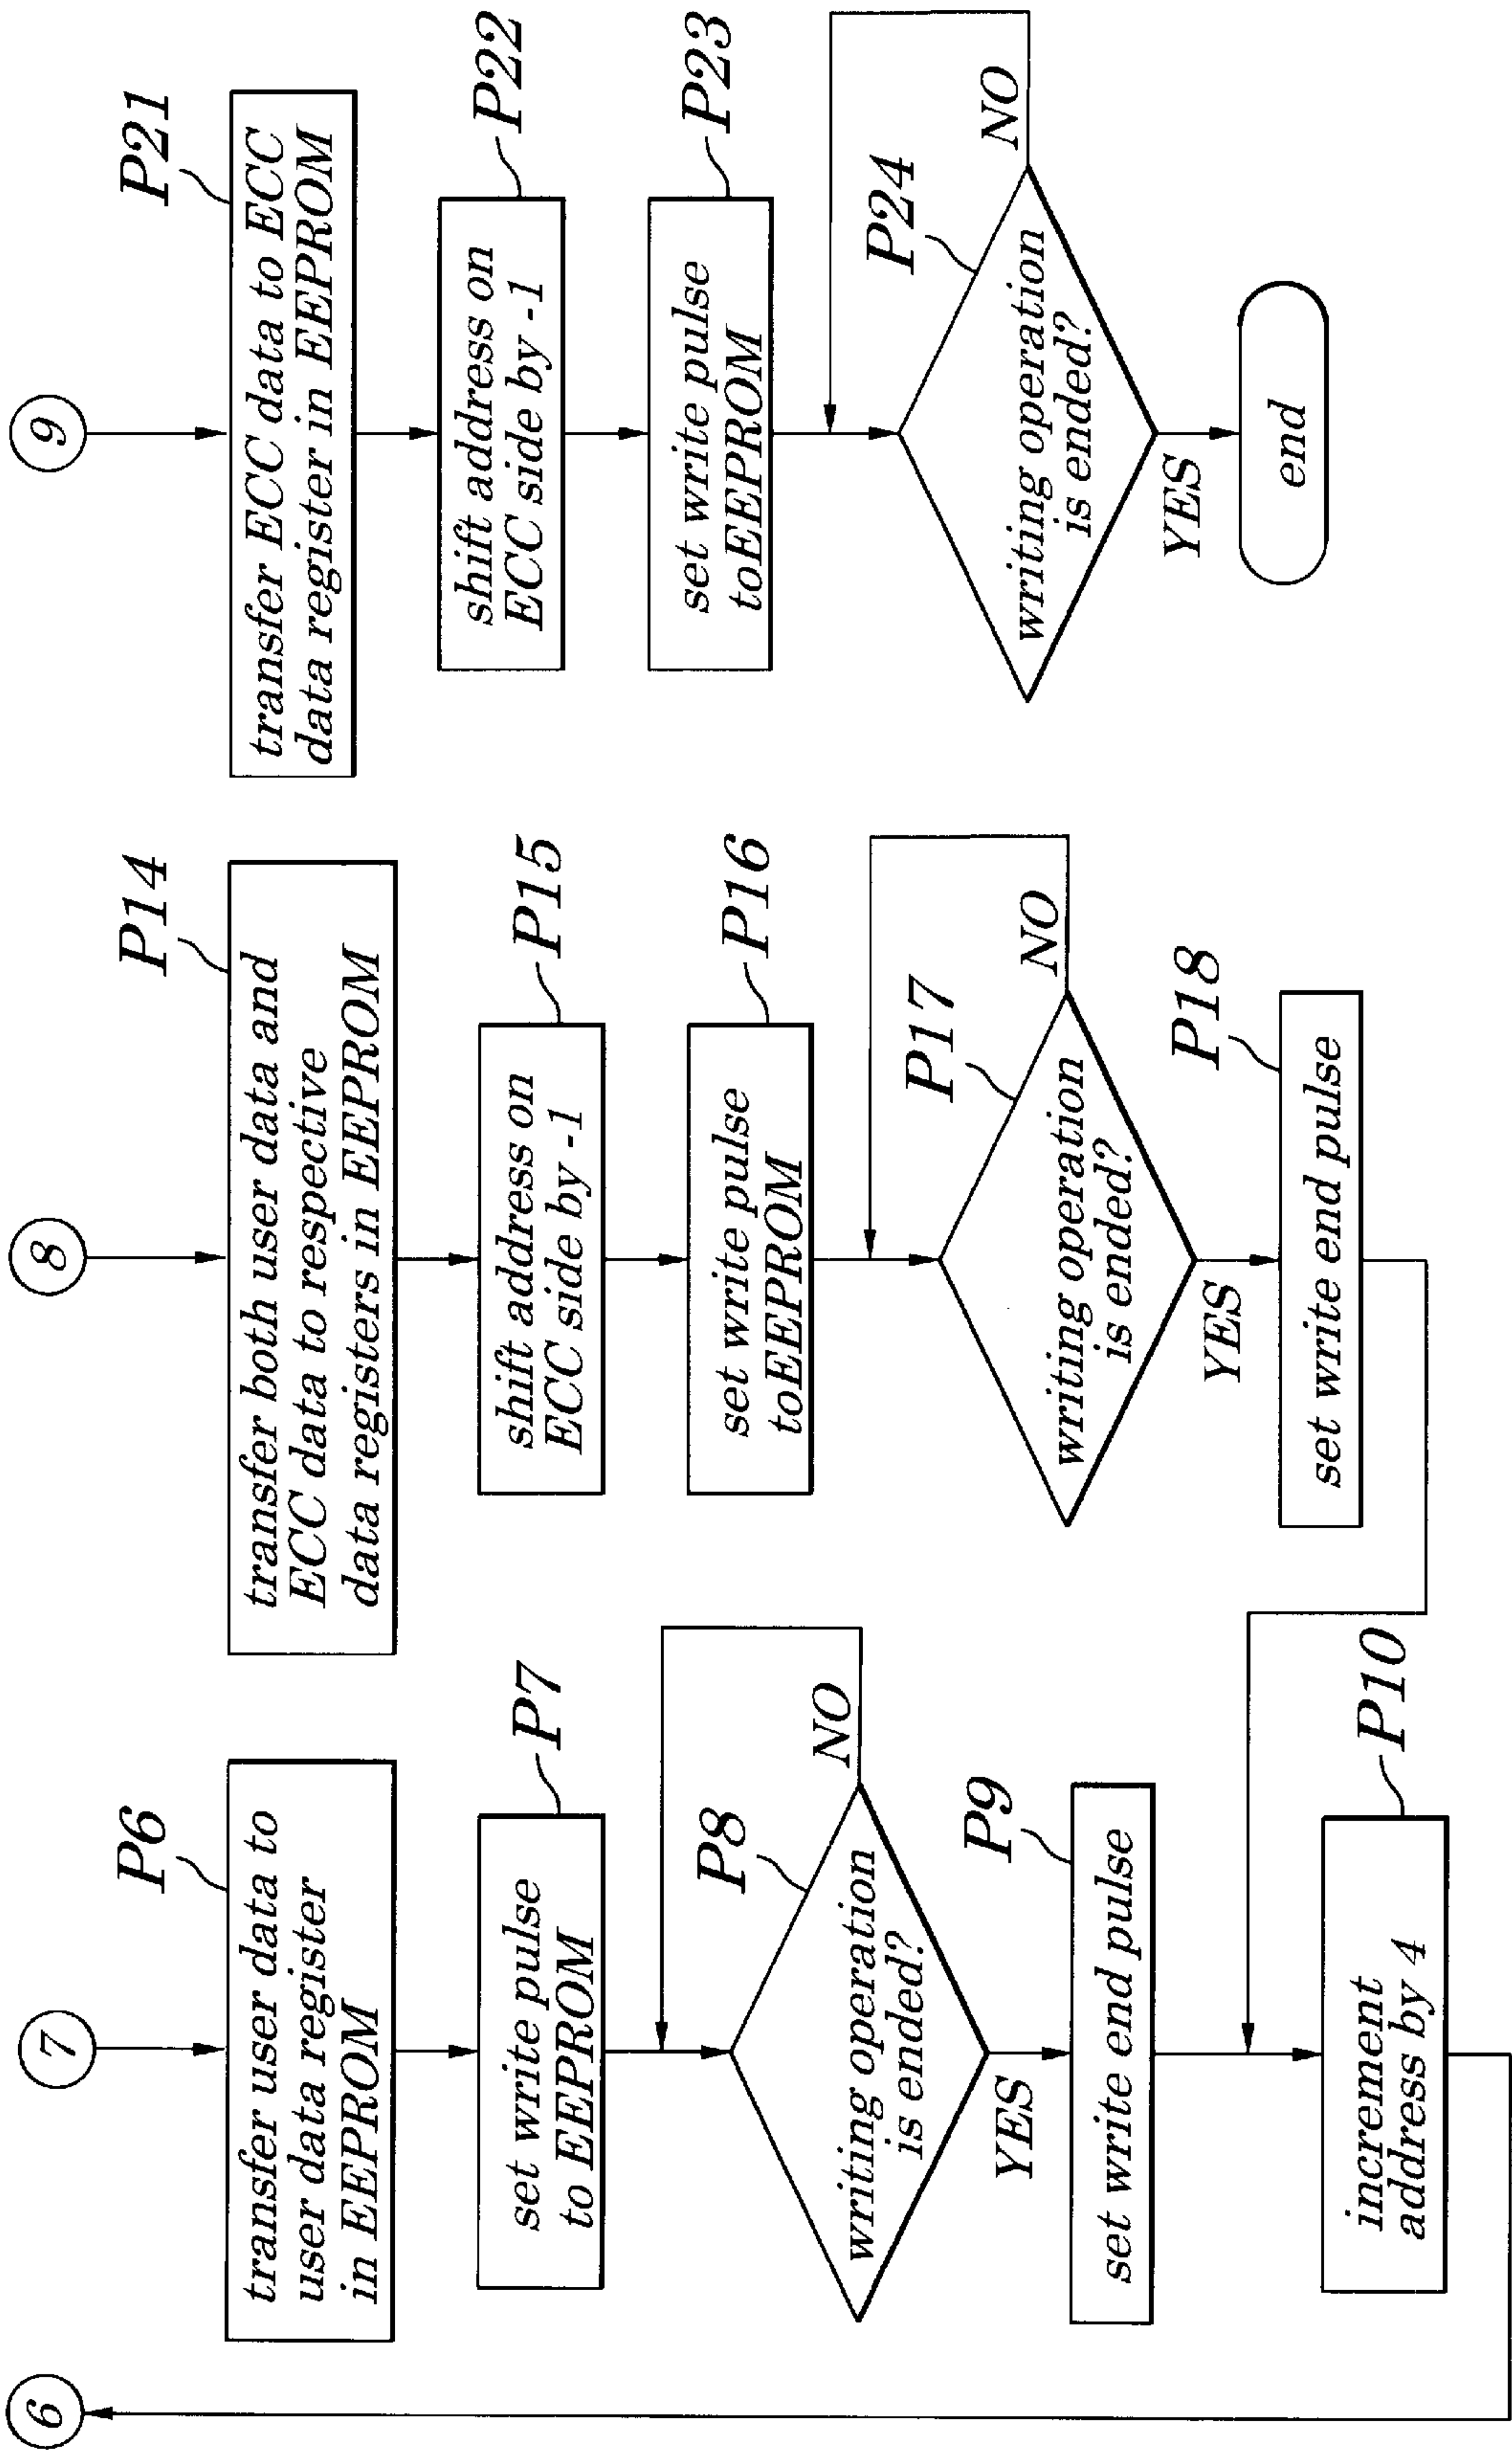 6
7
P6
transfer user data to
user data register
in EEPROM
P7
set write pulse
to EEPROM
P8
writing operation
is ended?
NO
YES
P9
set write end pulse
P10
increment
address by 4
8
P14
transfer both user data and
ECC data to respective
data registers in EEPROM
P15
shift address on
ECC side by -1
P16
set write pulse
toEEPROM
P17
writing operation
is ended?
NO
YES
P18
set write end pulse
9
P21
transfer ECC data to ECC
data register in EEPROM
P22
shift address on
ECC side by -1
P23
set write pulse
toEEPROM
P24
writing operation
is ended?
NO
YES
end